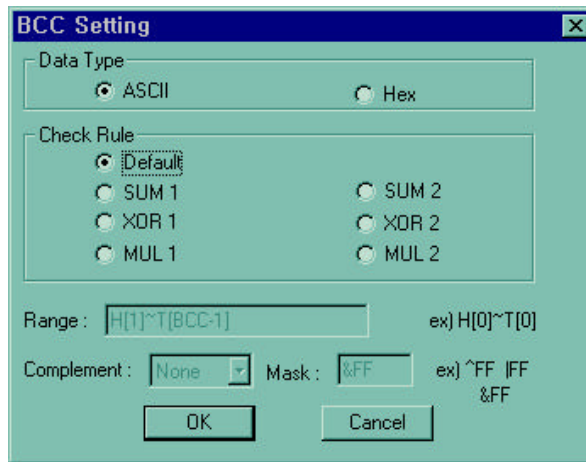 BCC Setting
Data Type
ASCII Hex
Check Rule
Default
SUM 1 SUM 2
XOR 1 XOR 2
MUL 1 MUL 2
Range : H[1]~T[BCC-1] ex) H[0]~T[0]
Complement : None Mask : &FF ex) ^FF |FF
&FF
OK Cancel